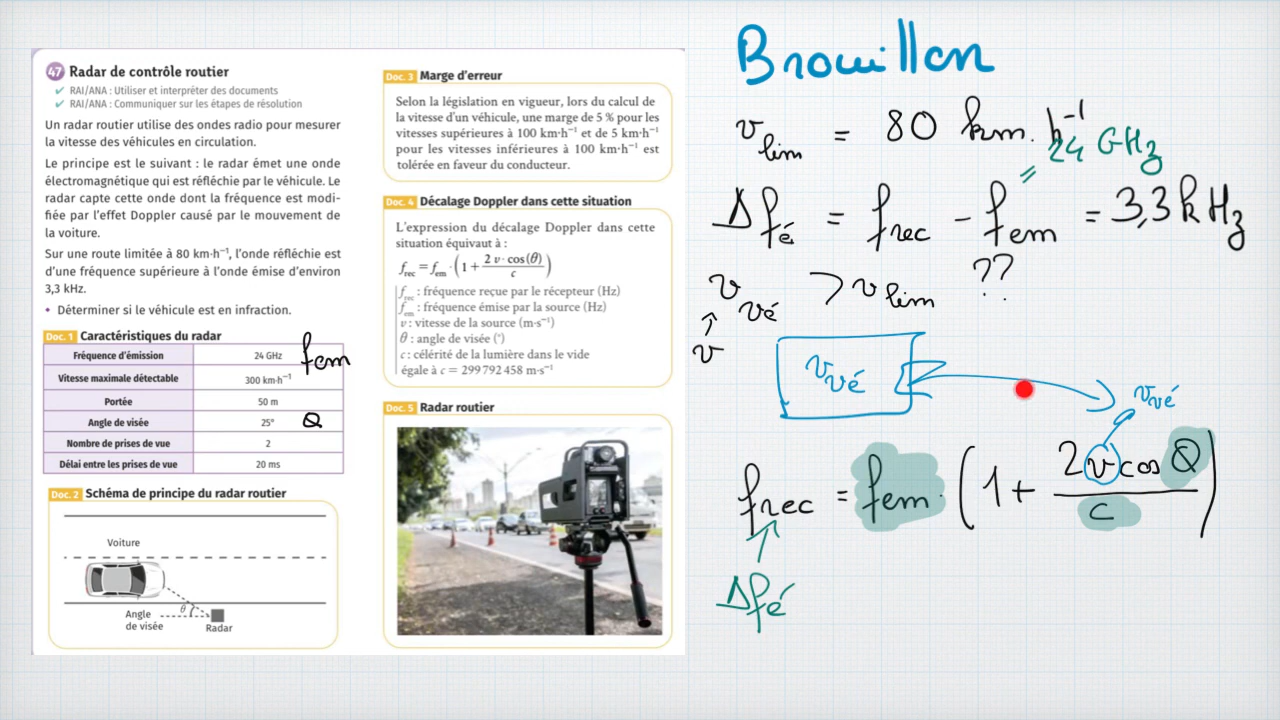 47 Radar de contrôle routier
✔ RAI/ANA : Utiliser et interpréter des documents
✔ RAI/ANA : Communiquer sur les étapes de résolution
Un radar routier utilise des ondes radio pour mesurer
la vitesse des véhicules en circulation.
Le principe est le suivant : le radar émet une onde
électromagnétique qui est réfléchie par le véhicule. Le
radar capte cette onde dont la fréquence est modi-
fiée par l'effet Doppler causé par le mouvement de
la voiture.
Sur une route limitée à 80 km·h⁻¹, l'onde réfléchie est
d'une fréquence supérieure à l'onde émise d'environ
3,3 kHz.
• Déterminer si le véhicule est en infraction.
Doc. 1 Caractéristiques du radar
Fréquence d'émission 24 GHz fem
Vitesse maximale détectable 300 km·h⁻¹
Portée 50 m
Angle de visée 25° θ
Nombre de prises de vue 2
Délai entre les prises de vue 20 ms
Doc. 2 Schéma de principe du radar routier
Voiture
Angle
de visée
θ
Radar
Doc. 3 Marge d'erreur
Selon la législation en vigueur, lors du calcul de
la vitesse d'un véhicule, une marge de 5 % pour les
vitesses supérieures à 100 km·h⁻¹ et de 5 km·h⁻¹
pour les vitesses inférieures à 100 km·h⁻¹ est
tolérée en faveur du conducteur.
Doc. 4 Décalage Doppler dans cette situation
L'expression du décalage Doppler dans cette
situation équivaut à :
f_rec = f_em · (1 + 2 v · cos(θ) / c)
f_rec : fréquence reçue par le récepteur (Hz)
f_em : fréquence émise par la source (Hz)
v : vitesse de la source (m·s⁻¹)
θ : angle de visée (°)
c : célérité de la lumière dans le vide
égale à c = 299 792 458 m·s⁻¹
Doc. 5 Radar routier
Brouillon
v_lim = 80 km.h⁻¹
= 24 GHz
Δfé = frec - fem = 3,3 kHz
??
v_vé > v_lim
↑
v
v_vé
v_vé
frec = fem · (1 + 2 v cos θ / c)
↑
Δfé